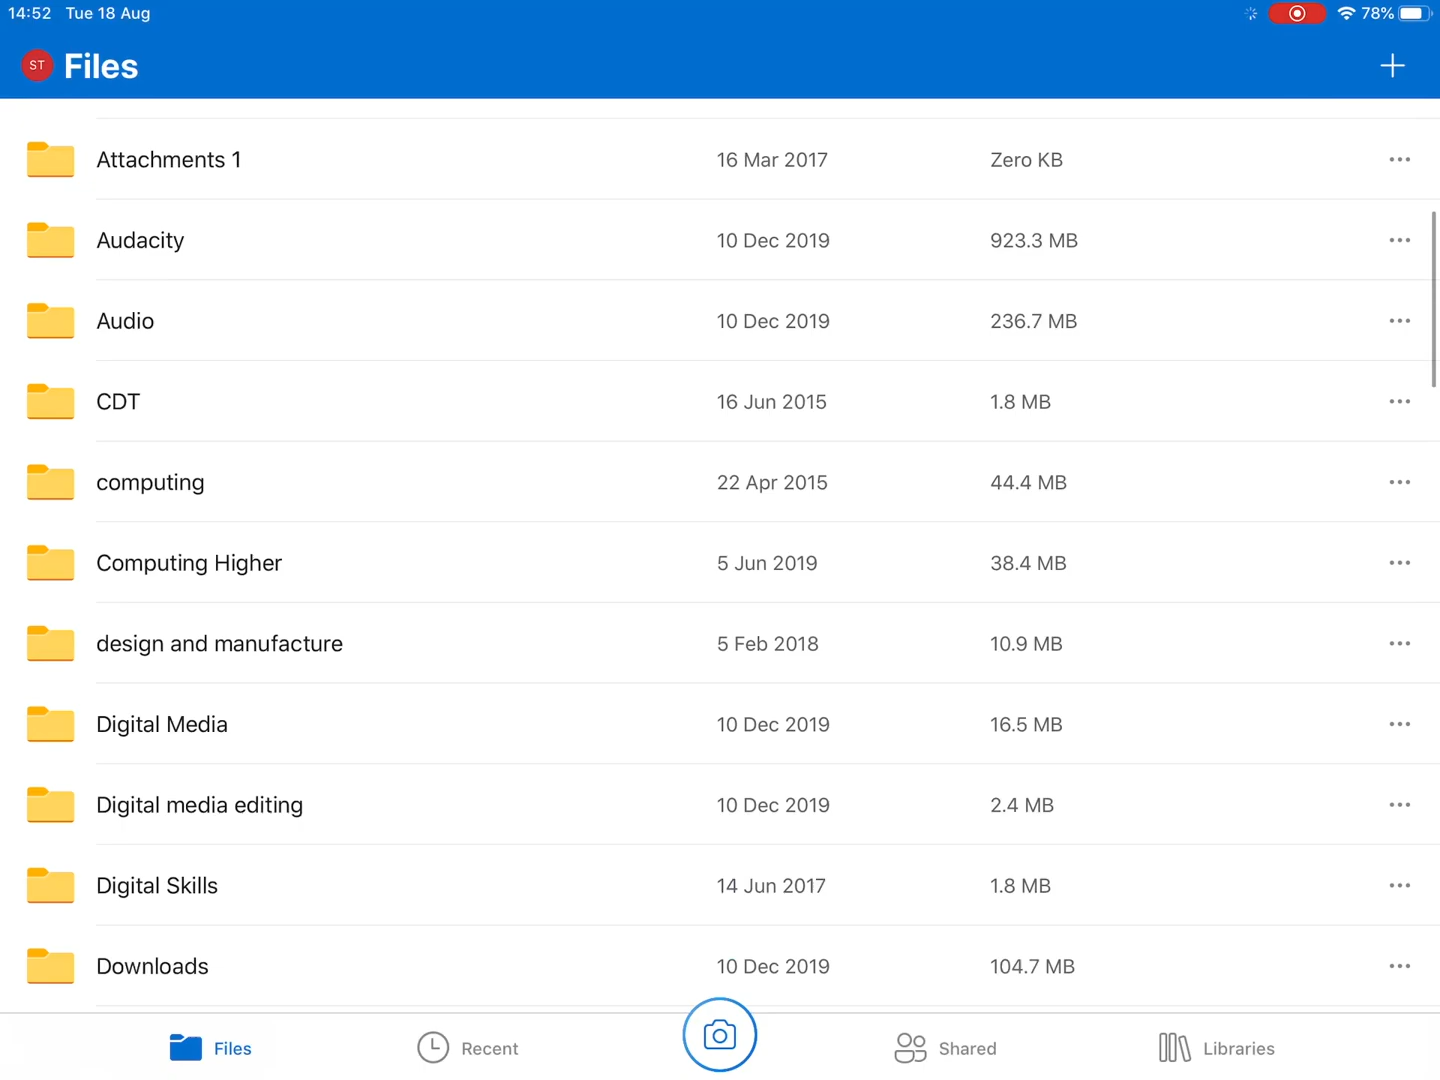 14:52 Tue 18 Aug 78%
ST Files
Attachments 1 16 Mar 2017 Zero KB
Audacity 10 Dec 2019 923.3 MB
Audio 10 Dec 2019 236.7 MB
CDT 16 Jun 2015 1.8 MB
computing 22 Apr 2015 44.4 MB
Computing Higher 5 Jun 2019 38.4 MB
design and manufacture 5 Feb 2018 10.9 MB
Digital Media 10 Dec 2019 16.5 MB
Digital media editing 10 Dec 2019 2.4 MB
Digital Skills 14 Jun 2017 1.8 MB
Downloads 10 Dec 2019 104.7 MB
Files Recent Shared Libraries